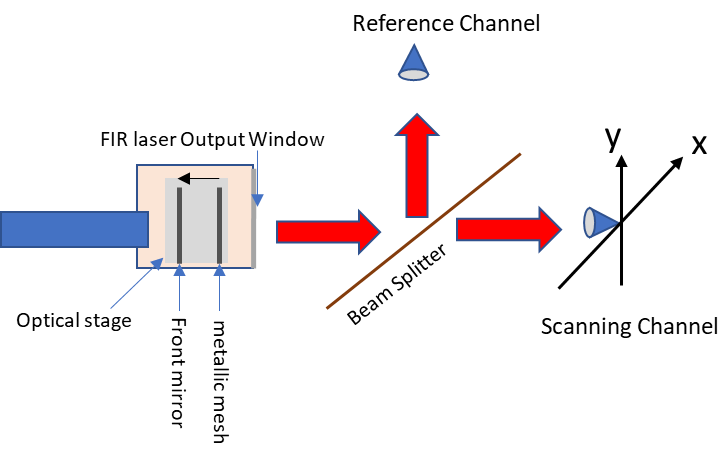 Reference Channel
FIR laser Output Window
y
x
Beam Splitter
Optical stage
Front mirror
metallic mesh
Scanning Channel